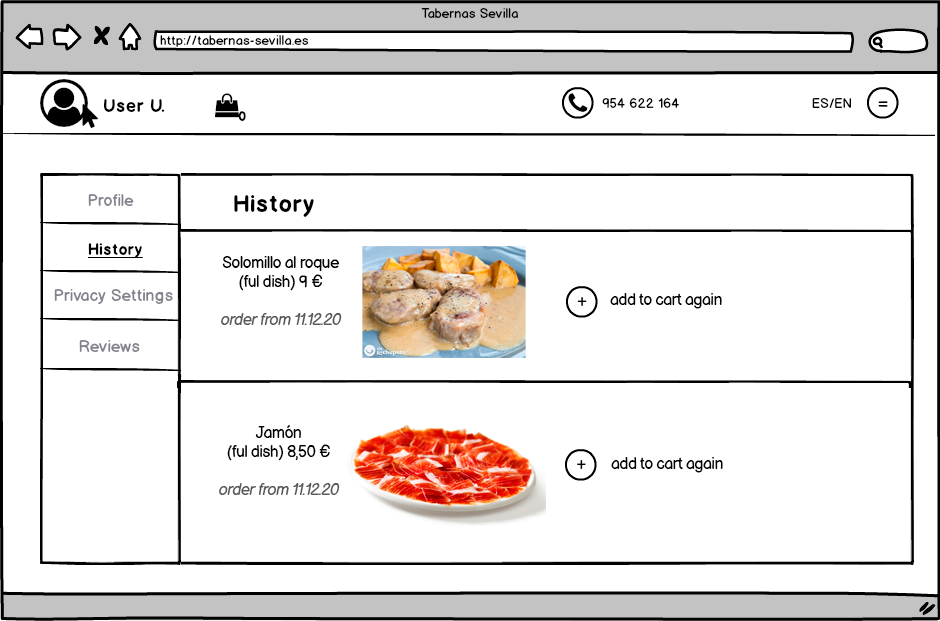 Tabernas Sevilla
http://tabernas-sevilla.es
User U.
954 622 164
ES/EN
Profile
History
Privacy Settings
Reviews
History
Solomillo al roque
(ful dish) 9 €
order from 11.12.20
add to cart again
Jamón
(ful dish) 8,50 €
order from 11.12.20
add to cart again